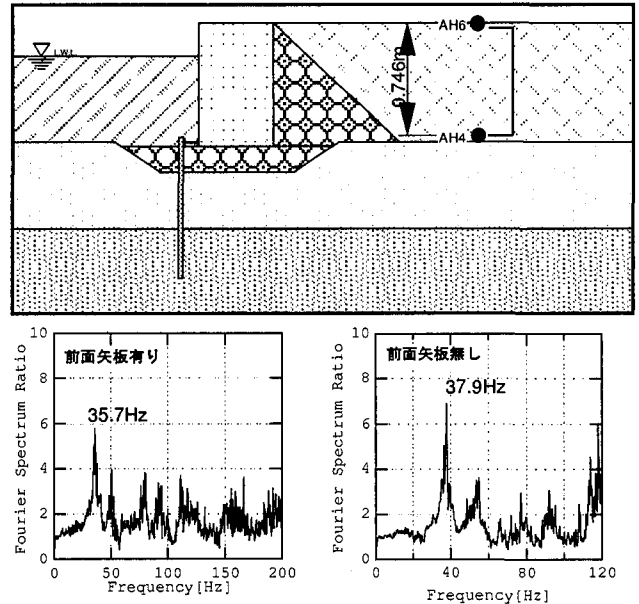 L.W.L.
AH6
0.746m
AH4
前面矢板有り
35.7Hz
Fourier Spectrum Ratio
10
8
6
4
2
0
0 50 100 150 200
Frequency[Hz]
前面矢板無し
37.9Hz
Fourier Spectrum Ratio
10
8
6
4
2
0
0 40 80 120
Frequency[Hz]